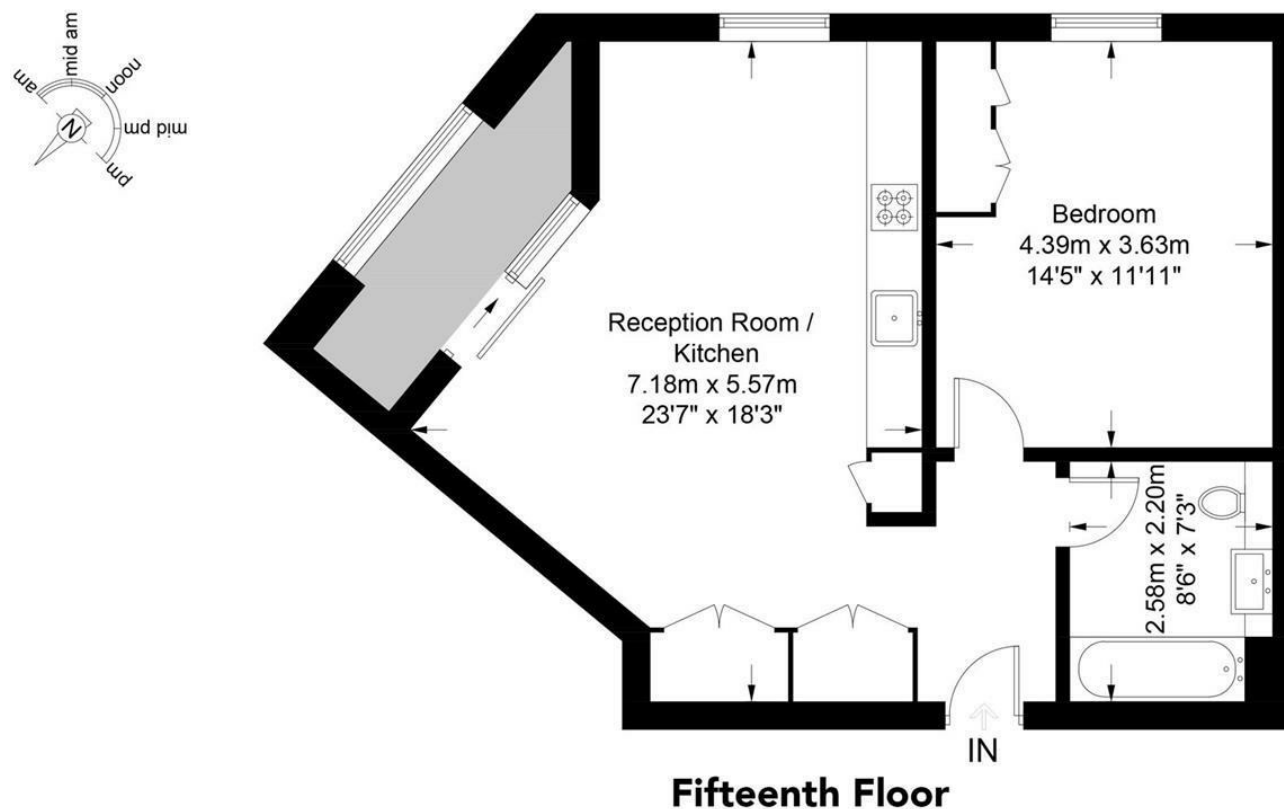 am
mid am
noon
mid pm
pm
N
Bedroom
4.39m x 3.63m
14'5" x 11'11"
Reception Room /
Kitchen
7.18m x 5.57m
23'7" x 18'3"
2.58m x 2.20m
8'6" x 7'3"
IN
Fifteenth Floor